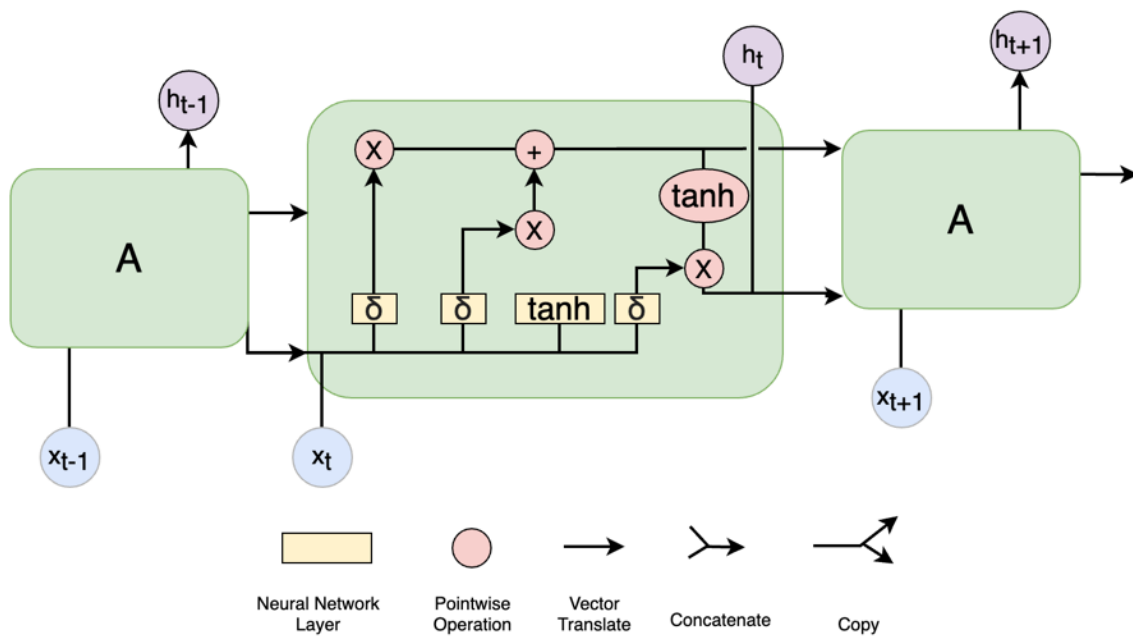 h_t
h_t+1
h_t-1
X
+
tanh
X
A
A
X
δ
δ
tanh
δ
x_t+1
x_t-1
x_t
Neural Network
Layer
Pointwise
Operation
Vector
Translate
Concatenate
Copy